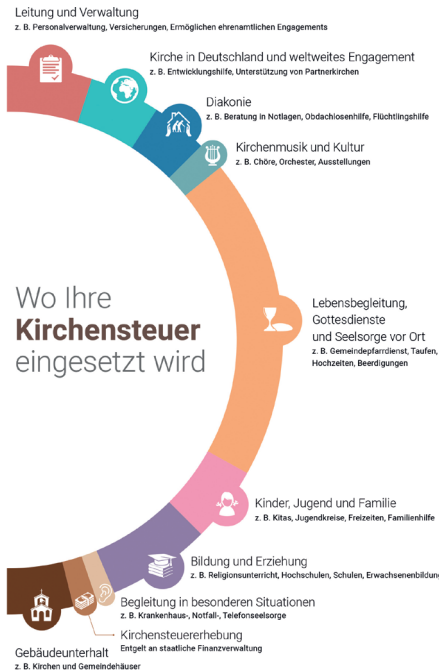 Leitung und Verwaltung
z. B. Personalverwaltung, Versicherungen, Ermöglichen ehrenamtlichen Engagements
Kirche in Deutschland und weltweites Engagement
z. B. Entwicklungshilfe, Unterstützung von Partnerkirchen
Diakonie
z. B. Beratung in Notlagen, Obdachlosenhilfe, Flüchtlingshilfe
Kirchenmusik und Kultur
z. B. Chöre, Orchester, Ausstellungen
Wo Ihre
Kirchensteuer
eingesetzt wird
Lebensbegleitung,
Gottesdienste
und Seelsorge vor Ort
z. B. Gemeindepfarrdienst, Taufen,
Hochzeiten, Beerdigungen
Kinder, Jugend und Familie
z. B. Kitas, Jugendkreise, Freizeiten, Familienhilfe
Bildung und Erziehung
z. B. Religionsunterricht, Hochschulen, Schulen, Erwachsenenbildung
Begleitung in besonderen Situationen
z. B. Krankenhaus-, Notfall-, Telefonseelsorge
Kirchensteuererhebung
Entgelt an staatliche Finanzverwaltung
Gebäudeunterhalt
z. B. Kirchen und Gemeindehäuser